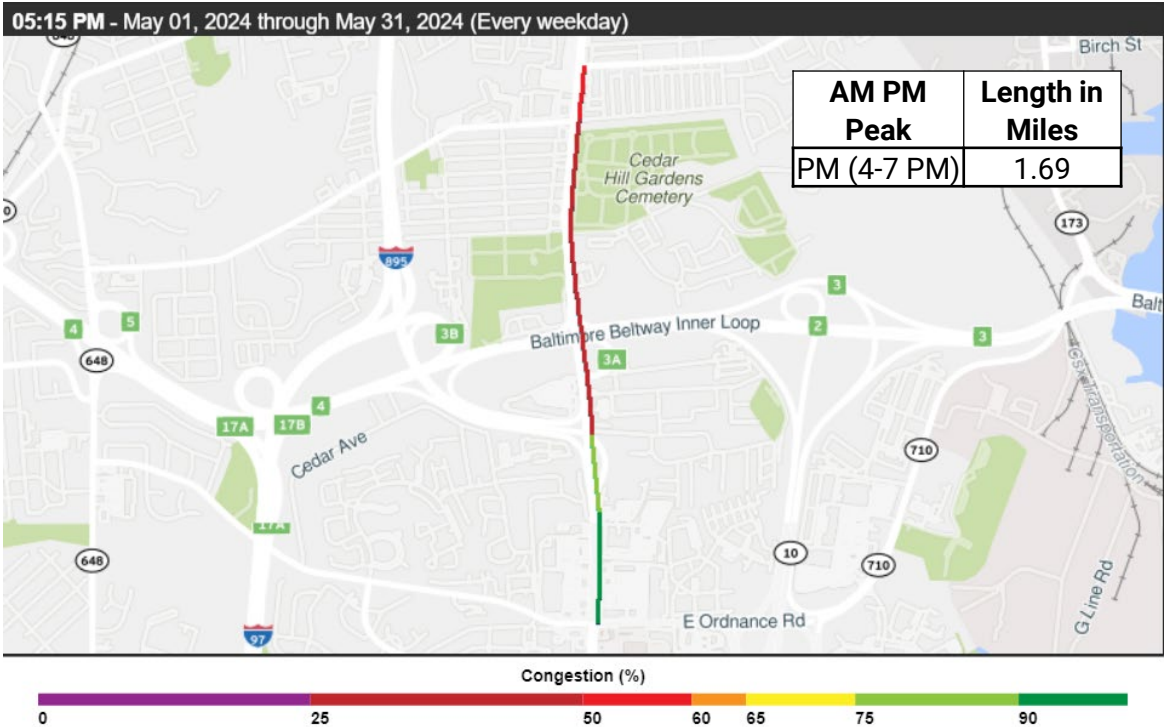 05:15 PM - May 01, 2024 through May 31, 2024 (Every weekday)
Birch St
AM PM Peak
Length in Miles
PM (4-7 PM)
1.69
Cedar
Hill Gardens
Cemetery
173
895
Balt
3
4
5
3B
Baltimore Beltway Inner Loop
2
3
648
3A
4
17A
17B
Cedar Ave
CSX Transportation
710
17A
648
10
710
G Line Rd
E Ordnance Rd
97
Congestion (%)
0
25
50
60
65
75
90